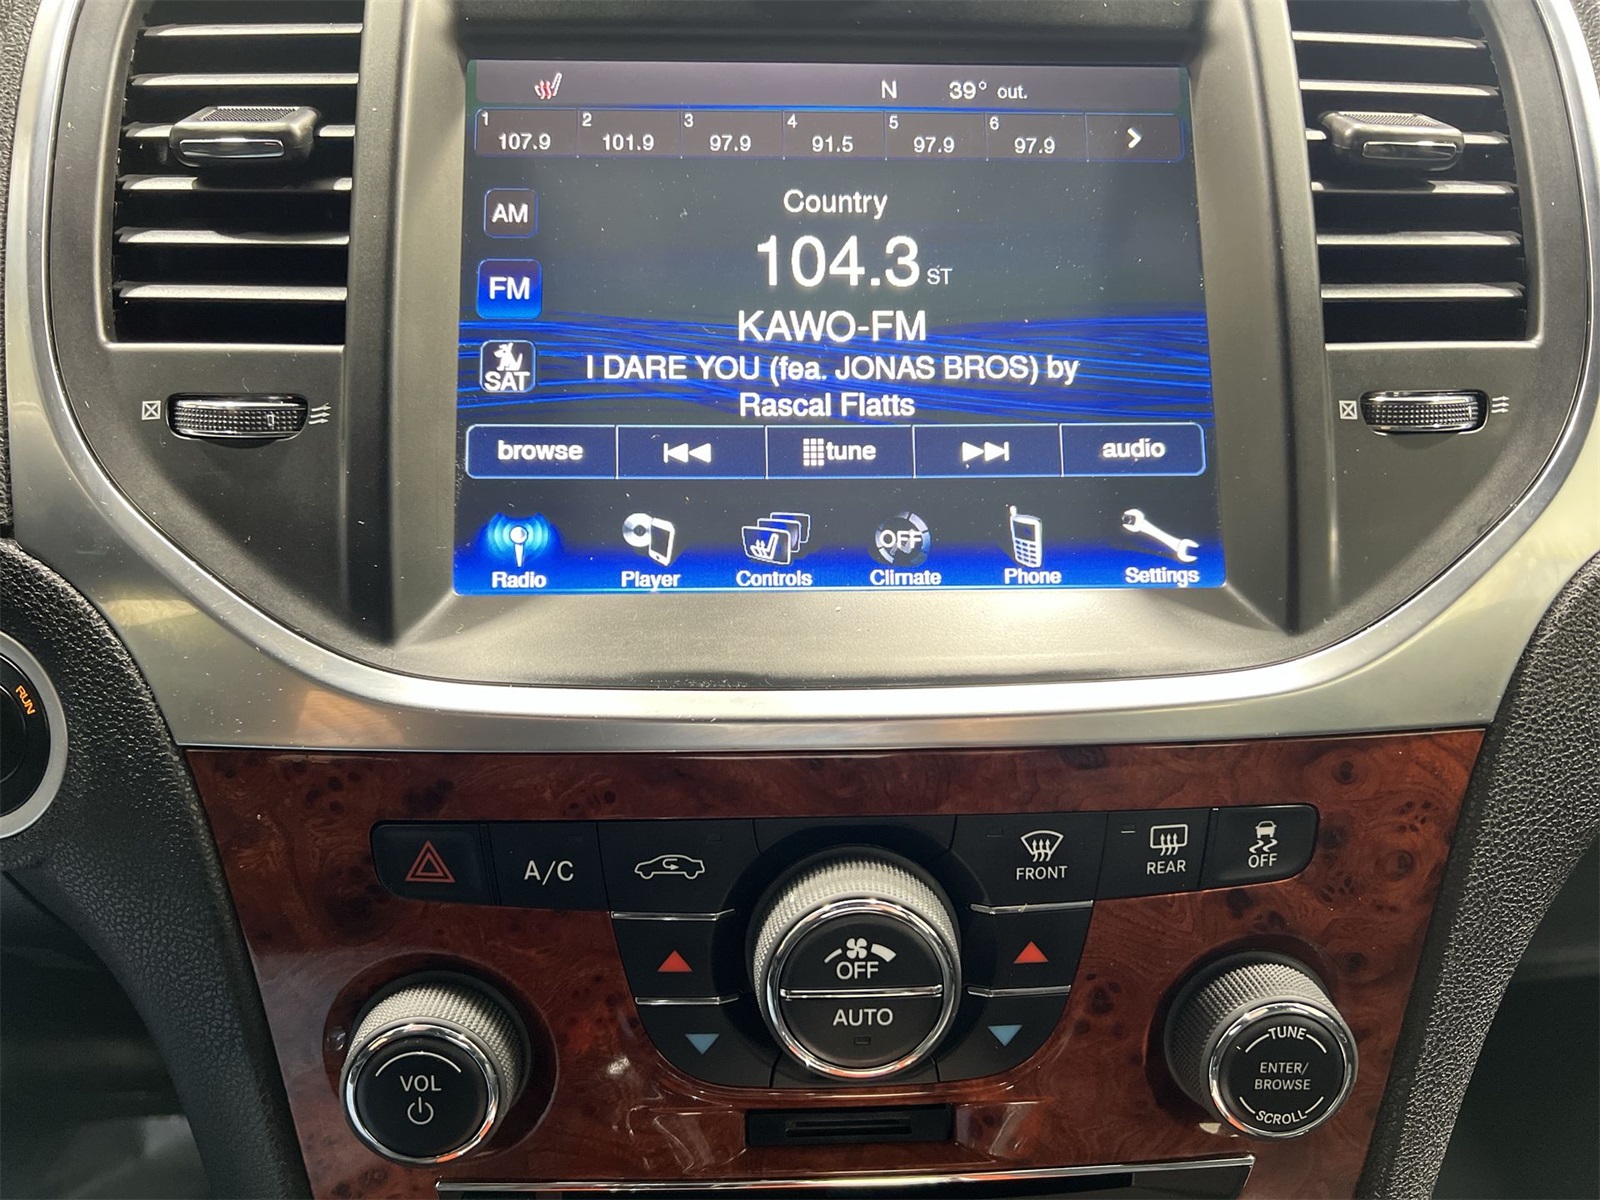 N 39° out.
1 107.9 2 101.9 3 97.9 4 91.5 5 97.9 6 97.9
AM
Country
104.3 ST
FM
KAWO-FM
SAT
I DARE YOU (fea. JONAS BROS) by
Rascal Flatts
browse tune audio
Radio Player Controls OFF Climate Phone Settings
RUN
A/C
FRONT
REAR
OFF
OFF
AUTO
VOL
TUNE
ENTER/
BROWSE
SCROLL